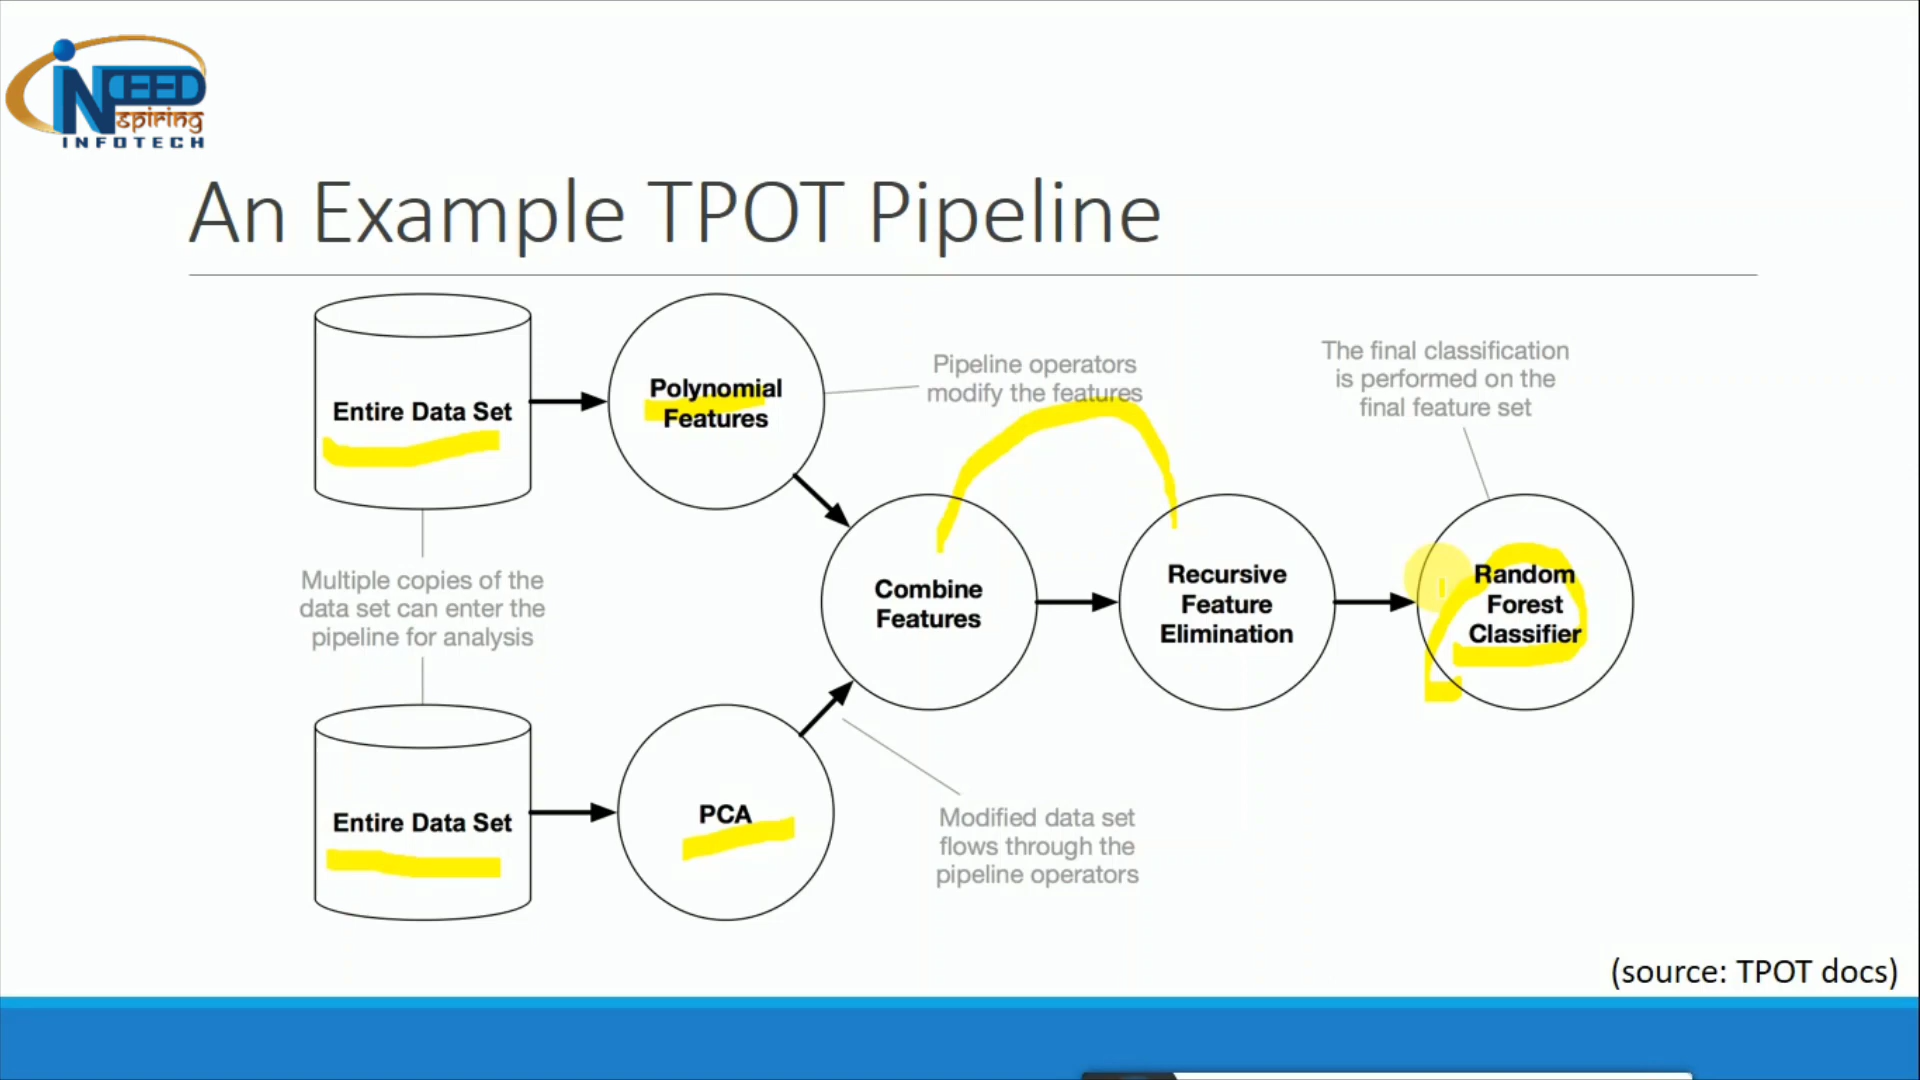 iNDEED
Nspiring
INFOTECH
An Example TPOT Pipeline
Entire Data Set
Polynomial
Features
Pipeline operators
modify the features
The final classification
is performed on the
final feature set
Multiple copies of the
data set can enter the
pipeline for analysis
Combine
Features
Recursive
Feature
Elimination
Random
Forest
Classifier
Entire Data Set
PCA
Modified data set
flows through the
pipeline operators
(source: TPOT docs)